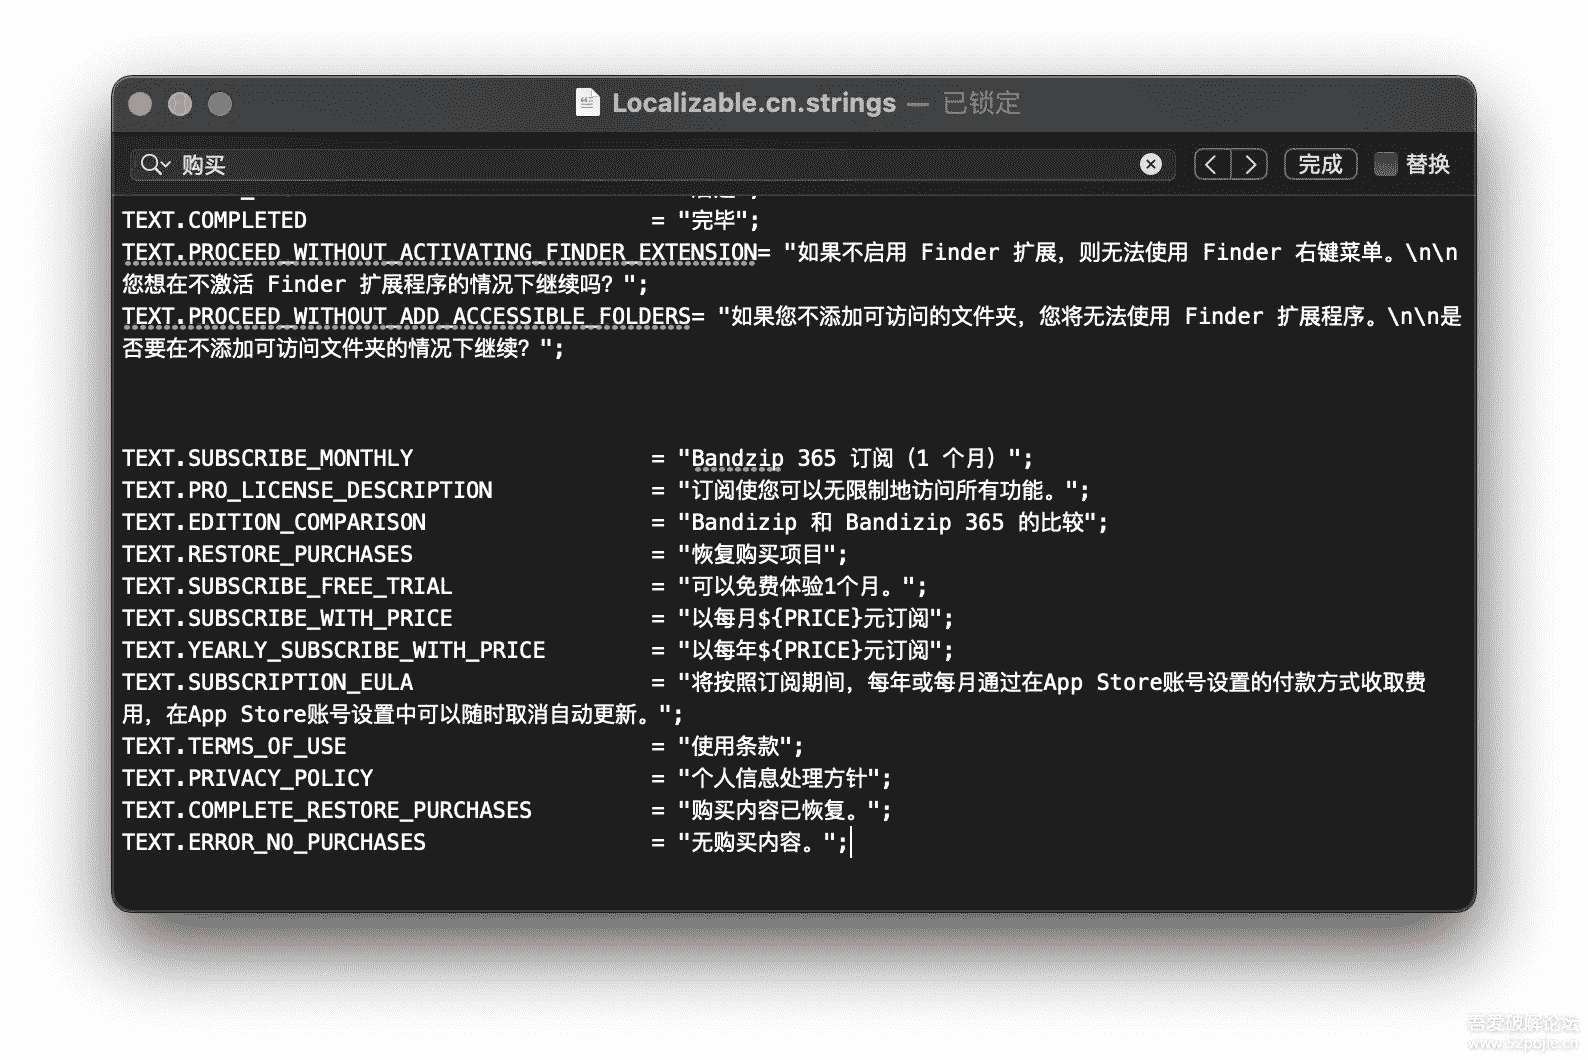 Localizable.cn.strings — 已锁定
购买
完成
替换
TEXT.COMPLETED = "完毕";
TEXT.PROCEED_WITHOUT_ACTIVATING_FINDER_EXTENSION= "如果不启用 Finder 扩展，则无法使用 Finder 右键菜单。\n\n
您想在不激活 Finder 扩展程序的情况下继续吗？";
TEXT.PROCEED_WITHOUT_ADD_ACCESSIBLE_FOLDERS= "如果您不添加可访问的文件夹，您将无法使用 Finder 扩展程序。\n\n是
否要在不添加可访问文件夹的情况下继续？";
TEXT.SUBSCRIBE_MONTHLY = "Bandzip 365 订阅（1 个月）";
TEXT.PRO_LICENSE_DESCRIPTION = "订阅使您可以无限制地访问所有功能。";
TEXT.EDITION_COMPARISON = "Bandizip 和 Bandizip 365 的比较";
TEXT.RESTORE_PURCHASES = "恢复购买项目";
TEXT.SUBSCRIBE_FREE_TRIAL = "可以免费体验1个月。";
TEXT.SUBSCRIBE_WITH_PRICE = "以每月${PRICE}元订阅";
TEXT.YEARLY_SUBSCRIBE_WITH_PRICE = "以每年${PRICE}元订阅";
TEXT.SUBSCRIPTION_EULA = "将按照订阅期间，每年或每月通过在App Store账号设置的付款方式收取费
用，在App Store账号设置中可以随时取消自动更新。";
TEXT.TERMS_OF_USE = "使用条款";
TEXT.PRIVACY_POLICY = "个人信息处理方针";
TEXT.COMPLETE_RESTORE_PURCHASES = "购买内容已恢复。";
TEXT.ERROR_NO_PURCHASES = "无购买内容。";
吾爱破解论坛
www.52pojie.cn